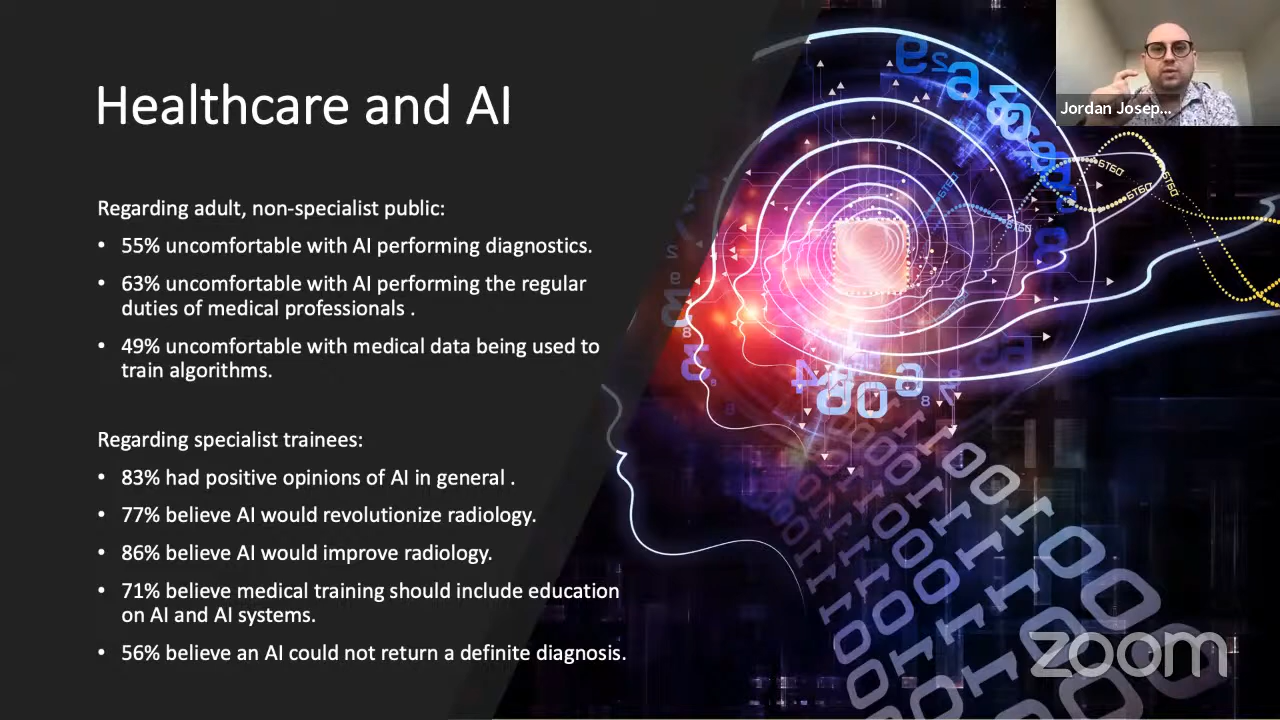 Healthcare and AI
Jordan Josep...
Regarding adult, non-specialist public:
• 55% uncomfortable with AI performing diagnostics.
• 63% uncomfortable with AI performing the regular
duties of medical professionals .
• 49% uncomfortable with medical data being used to
train algorithms.
Regarding specialist trainees:
• 83% had positive opinions of AI in general .
• 77% believe AI would revolutionize radiology.
• 86% believe AI would improve radiology.
• 71% believe medical training should include education
on AI and AI systems.
• 56% believe an AI could not return a definite diagnosis.
zoom